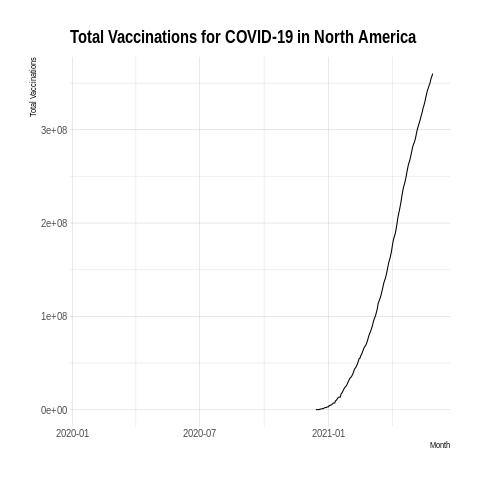 Total Vaccinations for COVID-19 in North America
Total Vaccinations
3e+08
2e+08
1e+08
0e+00
2020-01 2020-07 2021-01
Month